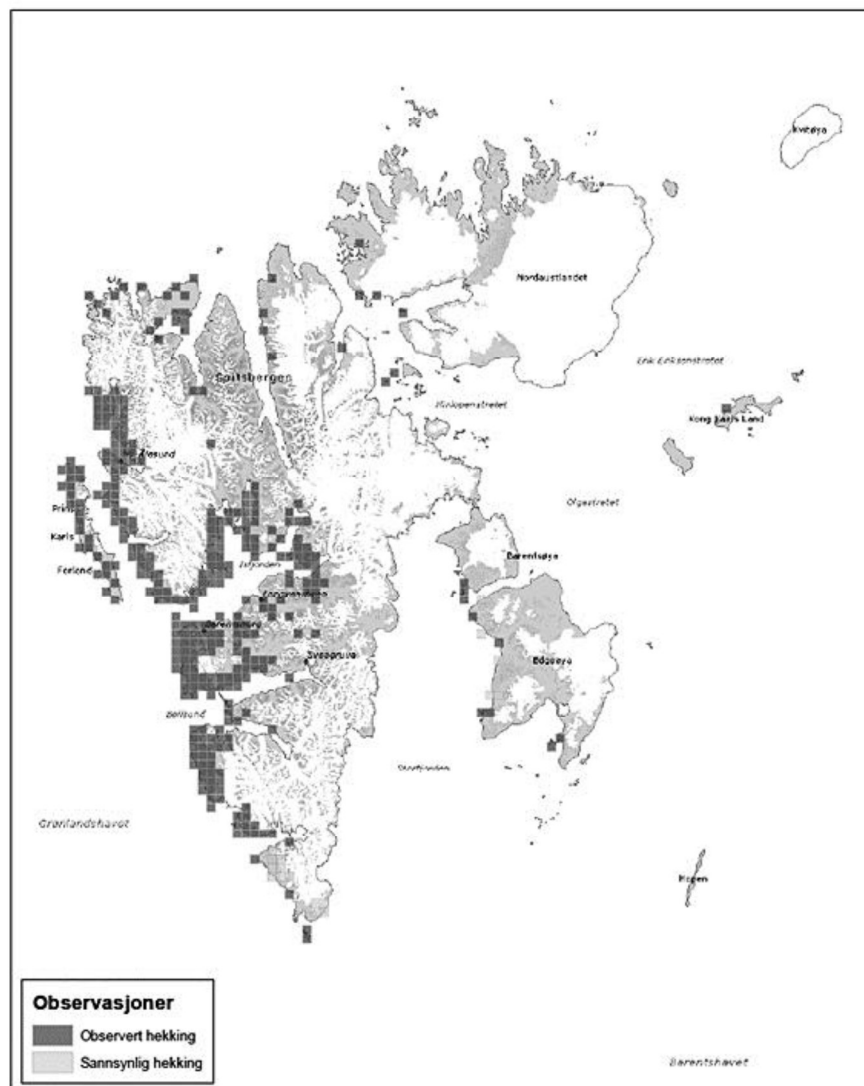 Kvitøya
Nordaustlandet
Erik Eriksenstretet
Spitsbergen
Hinlopenstretet
Kong Karls Land
Ny-Ålesund
Olgastretet
Prins
Karls
Forland
Barentsøya
Isfjorden
Longyearbyen
Barentsburg
Sveagruva
Edgeøya
Bellsund
Storfjorden
Grønlandshavet
Hopen
Observasjoner
Observert hekking
Sannsynlig hekking
Barentshavet